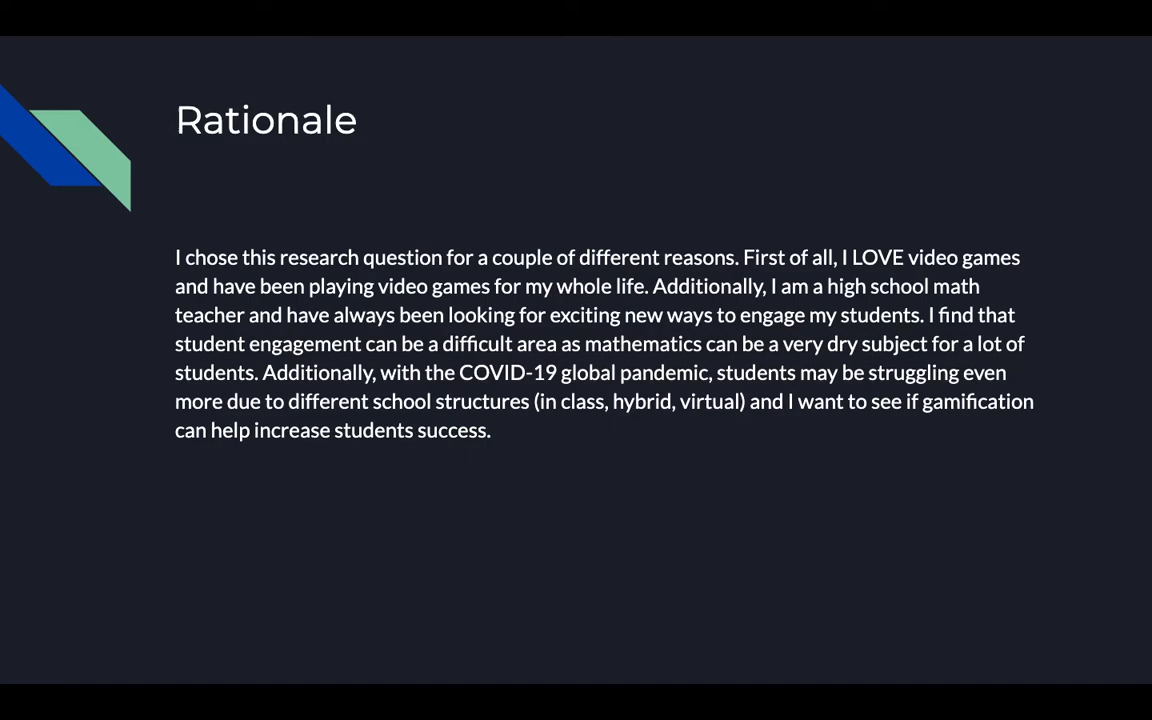 Rationale
I chose this research question for a couple of different reasons. First of all, I LOVE video games
and have been playing video games for my whole life. Additionally, I am a high school math
teacher and have always been looking for exciting new ways to engage my students. I find that
student engagement can be a difficult area as mathematics can be a very dry subject for a lot of
students. Additionally, with the COVID-19 global pandemic, students may be struggling even
more due to different school structures (in class, hybrid, virtual) and I want to see if gamification
can help increase students success.